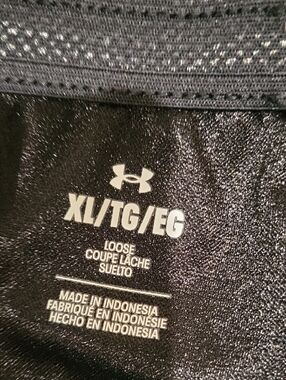 XL/TG/EG
LOOSE
COUPE LÂCHE
SUELTO
MADE IN INDONESIA
FABRIQUÉ EN INDONÉSIE
HECHO EN INDONESIA